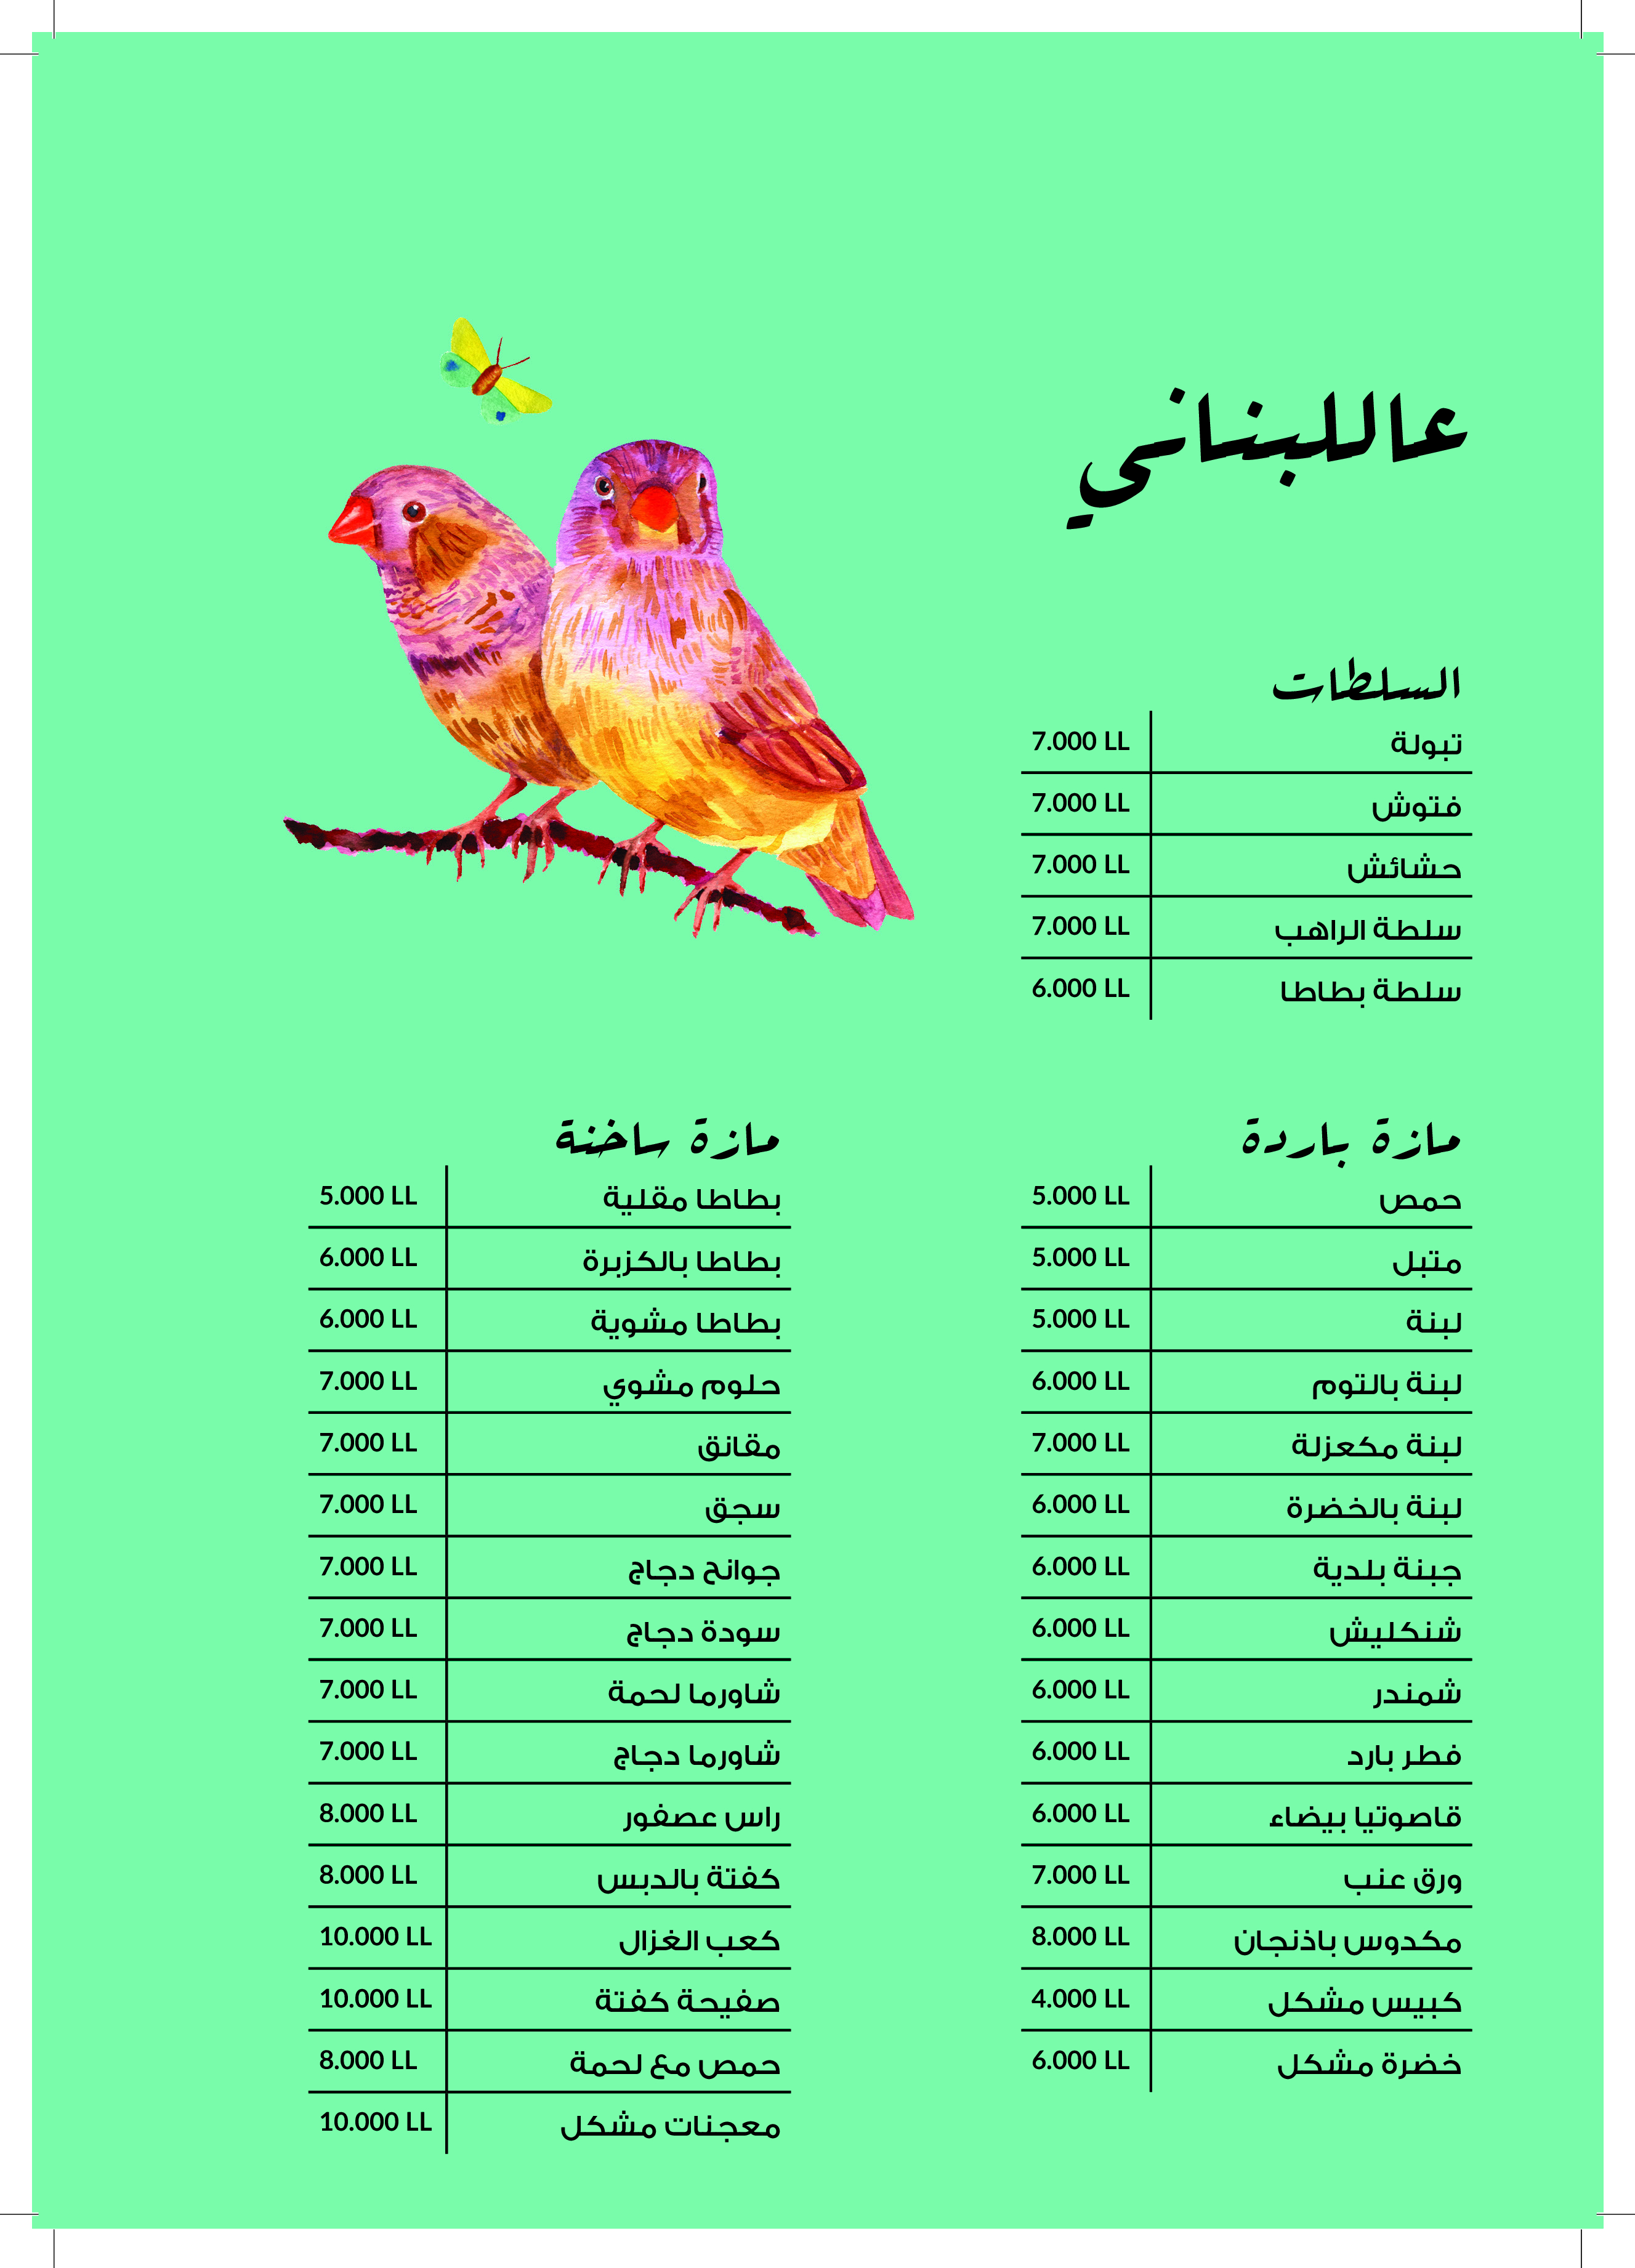 عاللبناني
السلطات
تبولة 7.000 LL
فتوش 7.000 LL
حشائش 7.000 LL
سلطة الراهب 7.000 LL
سلطة بطاطا 6.000 LL
مازة باردة
حمص 5.000 LL
متبل 5.000 LL
لبنة 5.000 LL
لبنة بالتوم 6.000 LL
لبنة مكعزلة 7.000 LL
لبنة بالخضرة 6.000 LL
جبنة بلدية 6.000 LL
شنكليش 6.000 LL
شمندر 6.000 LL
فطر بارد 6.000 LL
قاصوتيا بيضاء 6.000 LL
ورق عنب 7.000 LL
مكدوس باذنجان 8.000 LL
كبيس مشكل 4.000 LL
خضرة مشكل 6.000 LL
مازة ساخنة
بطاطا مقلية 5.000 LL
بطاطا بالكزبرة 6.000 LL
بطاطا مشوية 6.000 LL
حلوم مشوي 7.000 LL
مقانق 7.000 LL
سجق 7.000 LL
جوانح دجاج 7.000 LL
سودة دجاج 7.000 LL
شاورما لحمة 7.000 LL
شاورما دجاج 7.000 LL
راس عصفور 8.000 LL
كفتة بالدبس 8.000 LL
كعب الغزال 10.000 LL
صفيحة كفتة 10.000 LL
حمص مع لحمة 8.000 LL
معجنات مشكل 10.000 LL